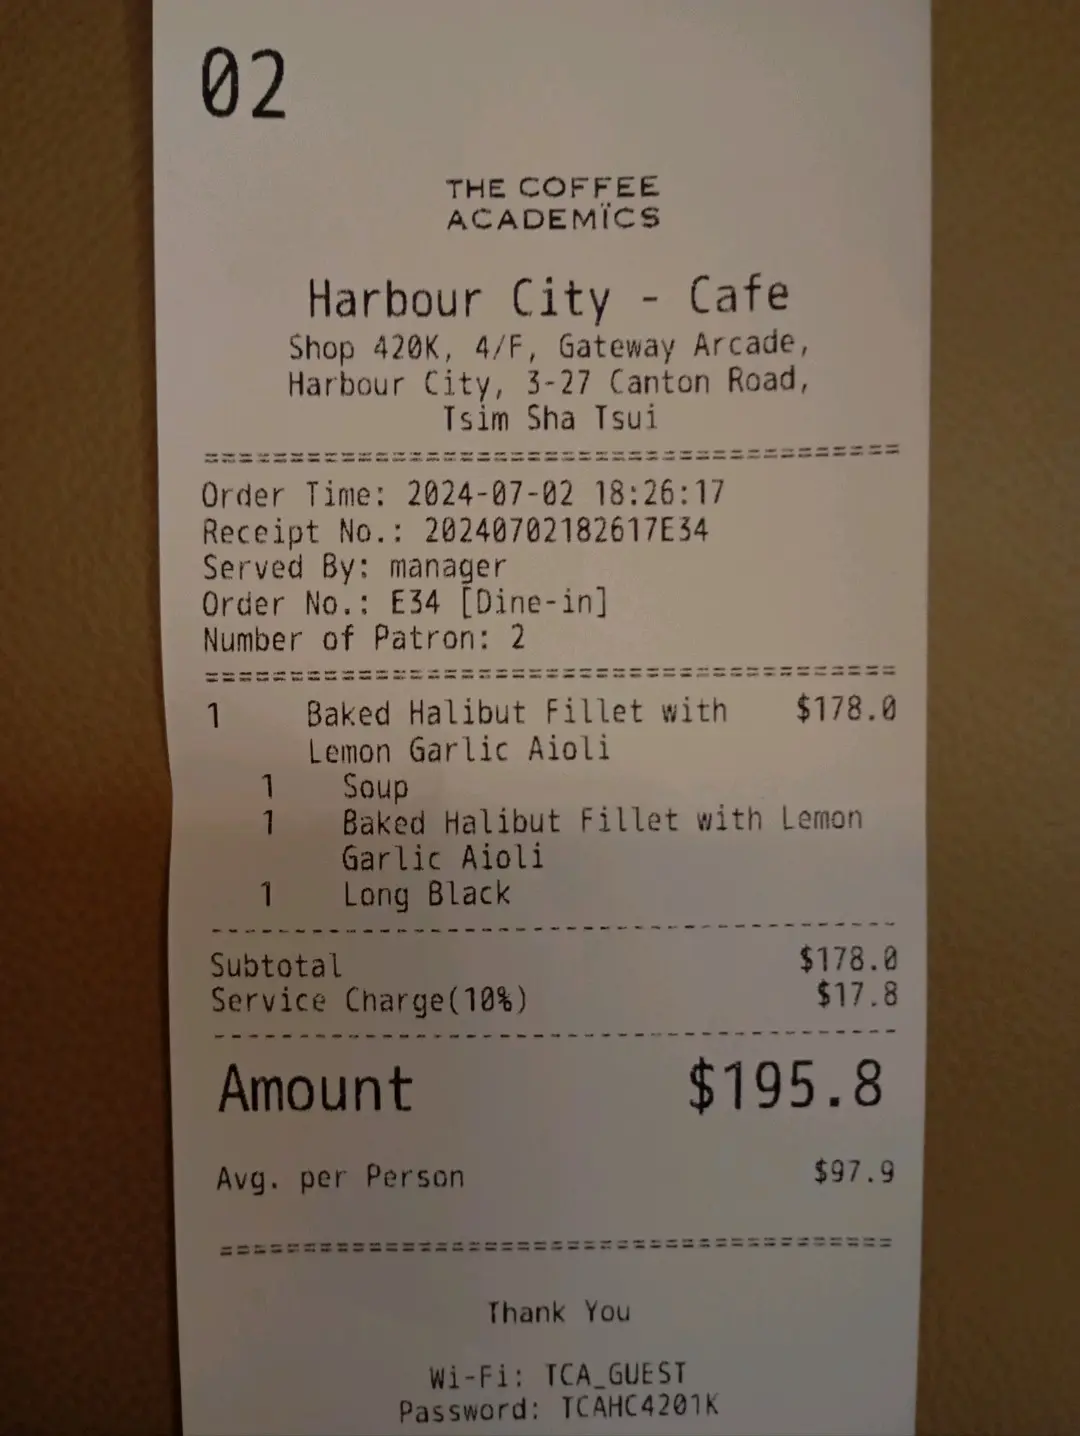 02
THE COFFEE
ACADEMÏCS
Harbour City - Cafe
Shop 420K, 4/F, Gateway Arcade,
Harbour City, 3-27 Canton Road,
Tsim Sha Tsui
Order Time: 2024-07-02 18:26:17
Receipt No.: 20240702182617E34
Served By: manager
Order No.: E34 [Dine-in]
Number of Patron: 2
1 Baked Halibut Fillet with $178.0
Lemon Garlic Aioli
1 Soup
1 Baked Halibut Fillet with Lemon
Garlic Aioli
1 Long Black
Subtotal $178.0
Service Charge(10%) $17.8
Amount $195.8
Avg. per Person $97.9
Thank You
Wi-Fi: TCA_GUEST
Password: TCAHC4201K